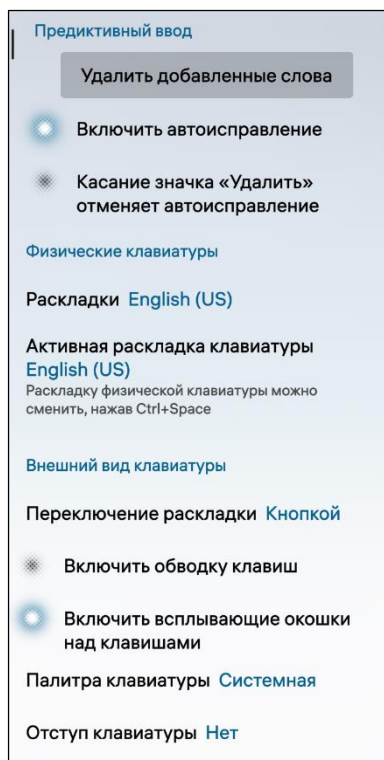 Предиктивный ввод
Удалить добавленные слова
Включить автоисправление
Касание значка «Удалить»
отменяет автоисправление
Физические клавиатуры
Раскладки English (US)
Активная раскладка клавиатуры
English (US)
Раскладку физической клавиатуры можно
сменить, нажав Ctrl+Space
Внешний вид клавиатуры
Переключение раскладки Кнопкой
Включить обводку клавиш
Включить всплывающие окошки
над клавишами
Палитра клавиатуры Системная
Отступ клавиатуры Нет